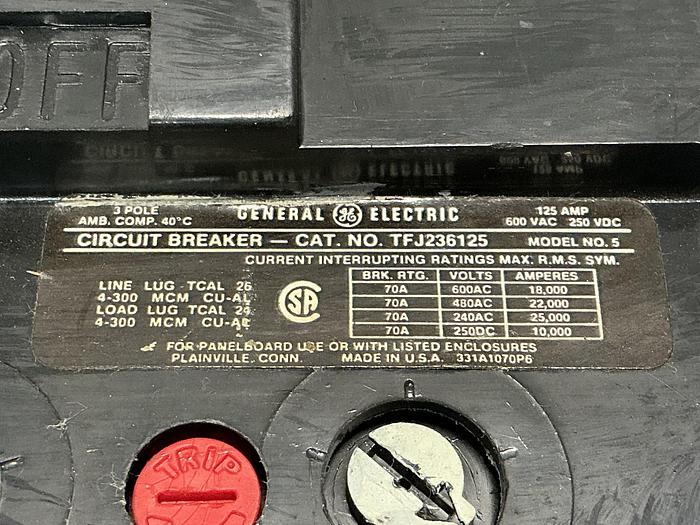 OFF
3 POLE
AMB. COMP. 40°C
GENERAL GE ELECTRIC
125 AMP
600 VAC 250 VDC
CIRCUIT BREAKER — CAT. NO. TFJ236125 MODEL NO. 5
CURRENT INTERRUPTING RATINGS MAX. R.M.S. SYM.
LINE LUG - TCAL 26
4-300 MCM CU-AL
LOAD LUG TCAL 24
4-300 MCM CU-AL
SA
BRK. RTG. VOLTS AMPERES
70A 600AC 18,000
70A 480AC 22,000
70A 240AC 25,000
70A 250DC 10,000
FOR PANELBOARD USE OR WITH LISTED ENCLOSURES
PLAINVILLE, CONN. MADE IN U.S.A. 331A1070P6
TRIP